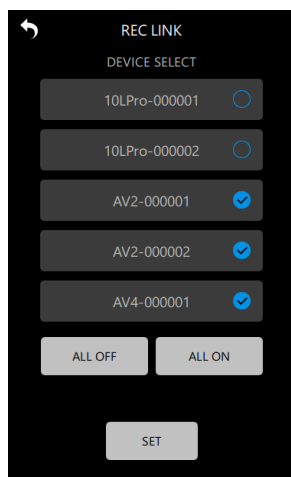 REC LINK
DEVICE SELECT
10LPro-000001
10LPro-000002
AV2-000001
AV2-000002
AV4-000001
ALL OFF ALL ON
SET